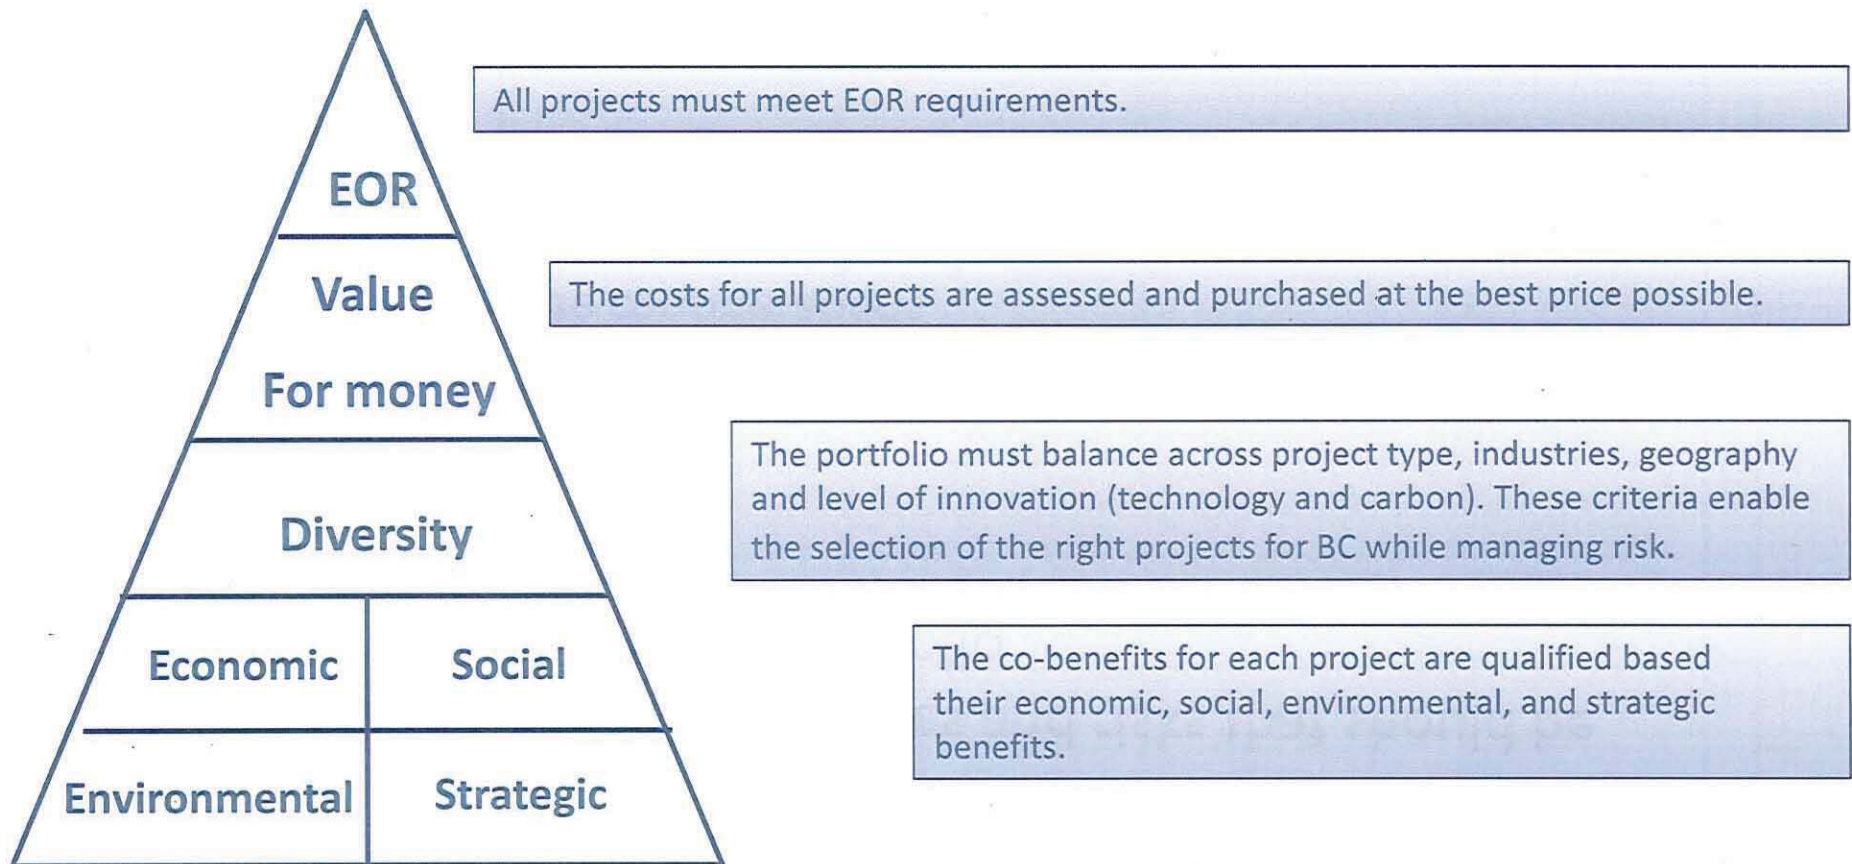 EOR
All projects must meet EOR requirements.
Value
For money
The costs for all projects are assessed and purchased at the best price possible.
Diversity
The portfolio must balance across project type, industries, geography
and level of innovation (technology and carbon). These criteria enable
the selection of the right projects for BC while managing risk.
Economic
Social
Environmental
Strategic
The co-benefits for each project are qualified based
their economic, social, environmental, and strategic
benefits.